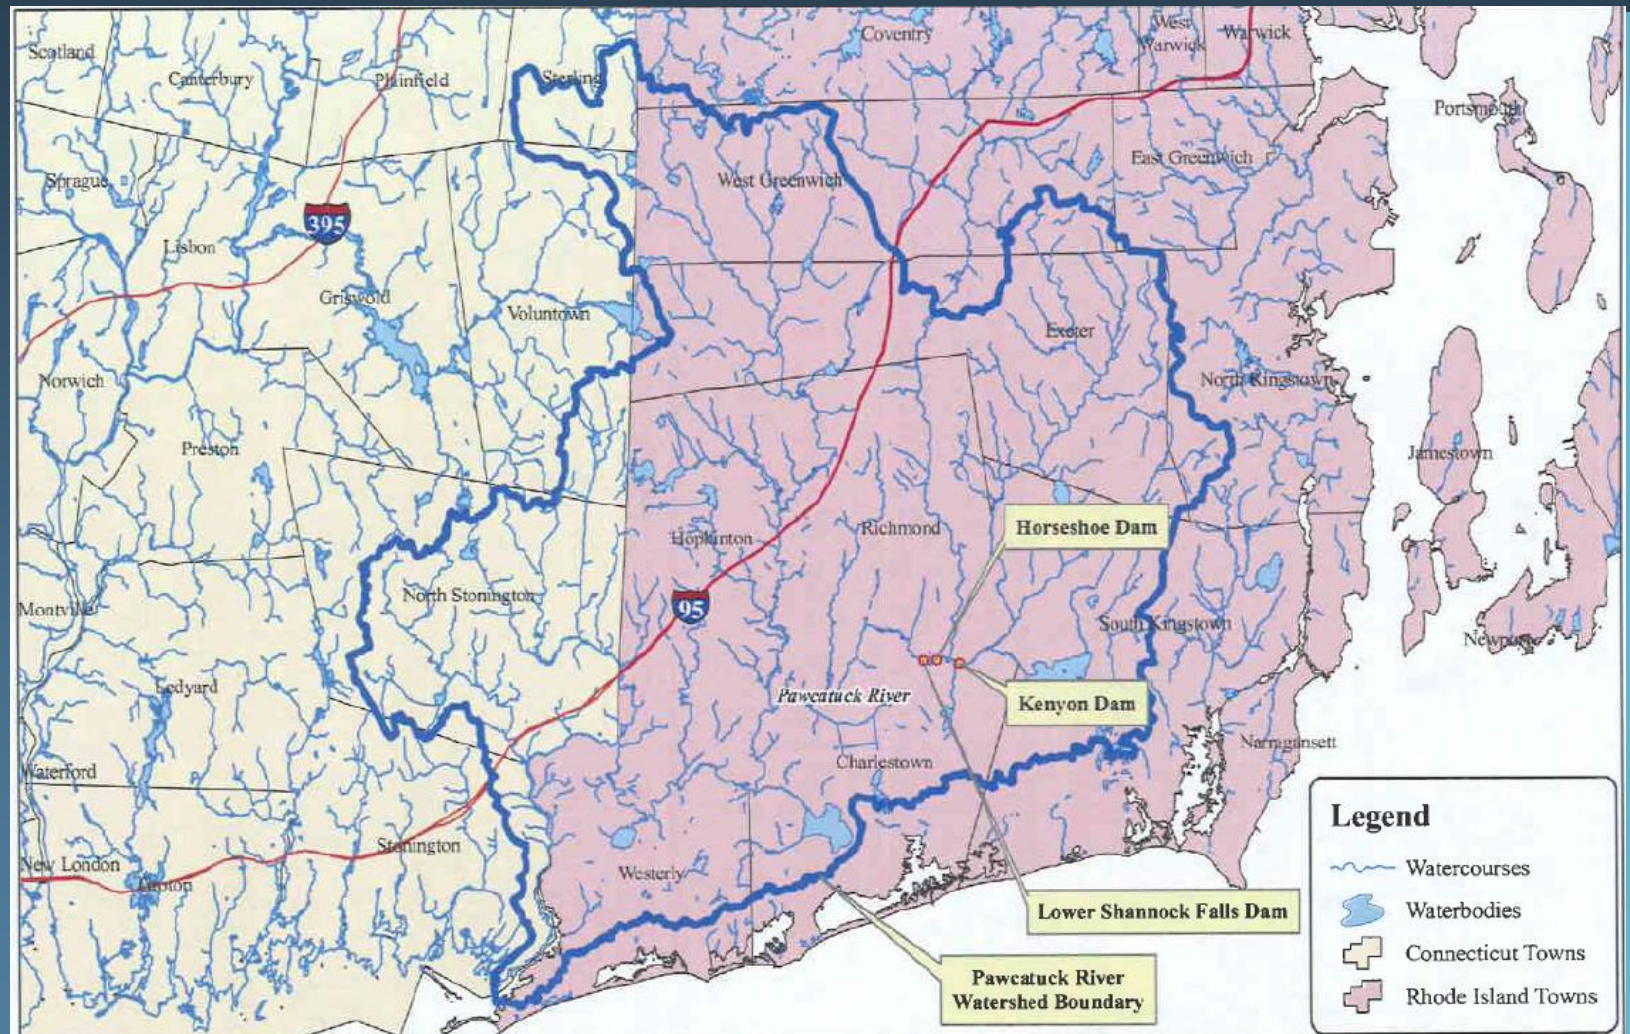 Scotland
Canterbury
Plainfield
Sterling
Coventry
West
Warwick
Warwick
Portsmouth
Sprague
West Greenwich
East Greenwich
395
Lisbon
Griswold
Voluntown
Exeter
Norwich
North Kingstown
Preston
Jamestown
Hopkinton
Richmond
Horseshoe Dam
North Stonington
95
Montville
South Kingstown
Newport
Ledyard
Pawcatuck River
Kenyon Dam
Narragansett
Waterford
Charlestown
Stonington
New London
Groton
Westerly
Lower Shannock Falls Dam
Pawcatuck River
Watershed Boundary
Legend
Watercourses
Waterbodies
Connecticut Towns
Rhode Island Towns